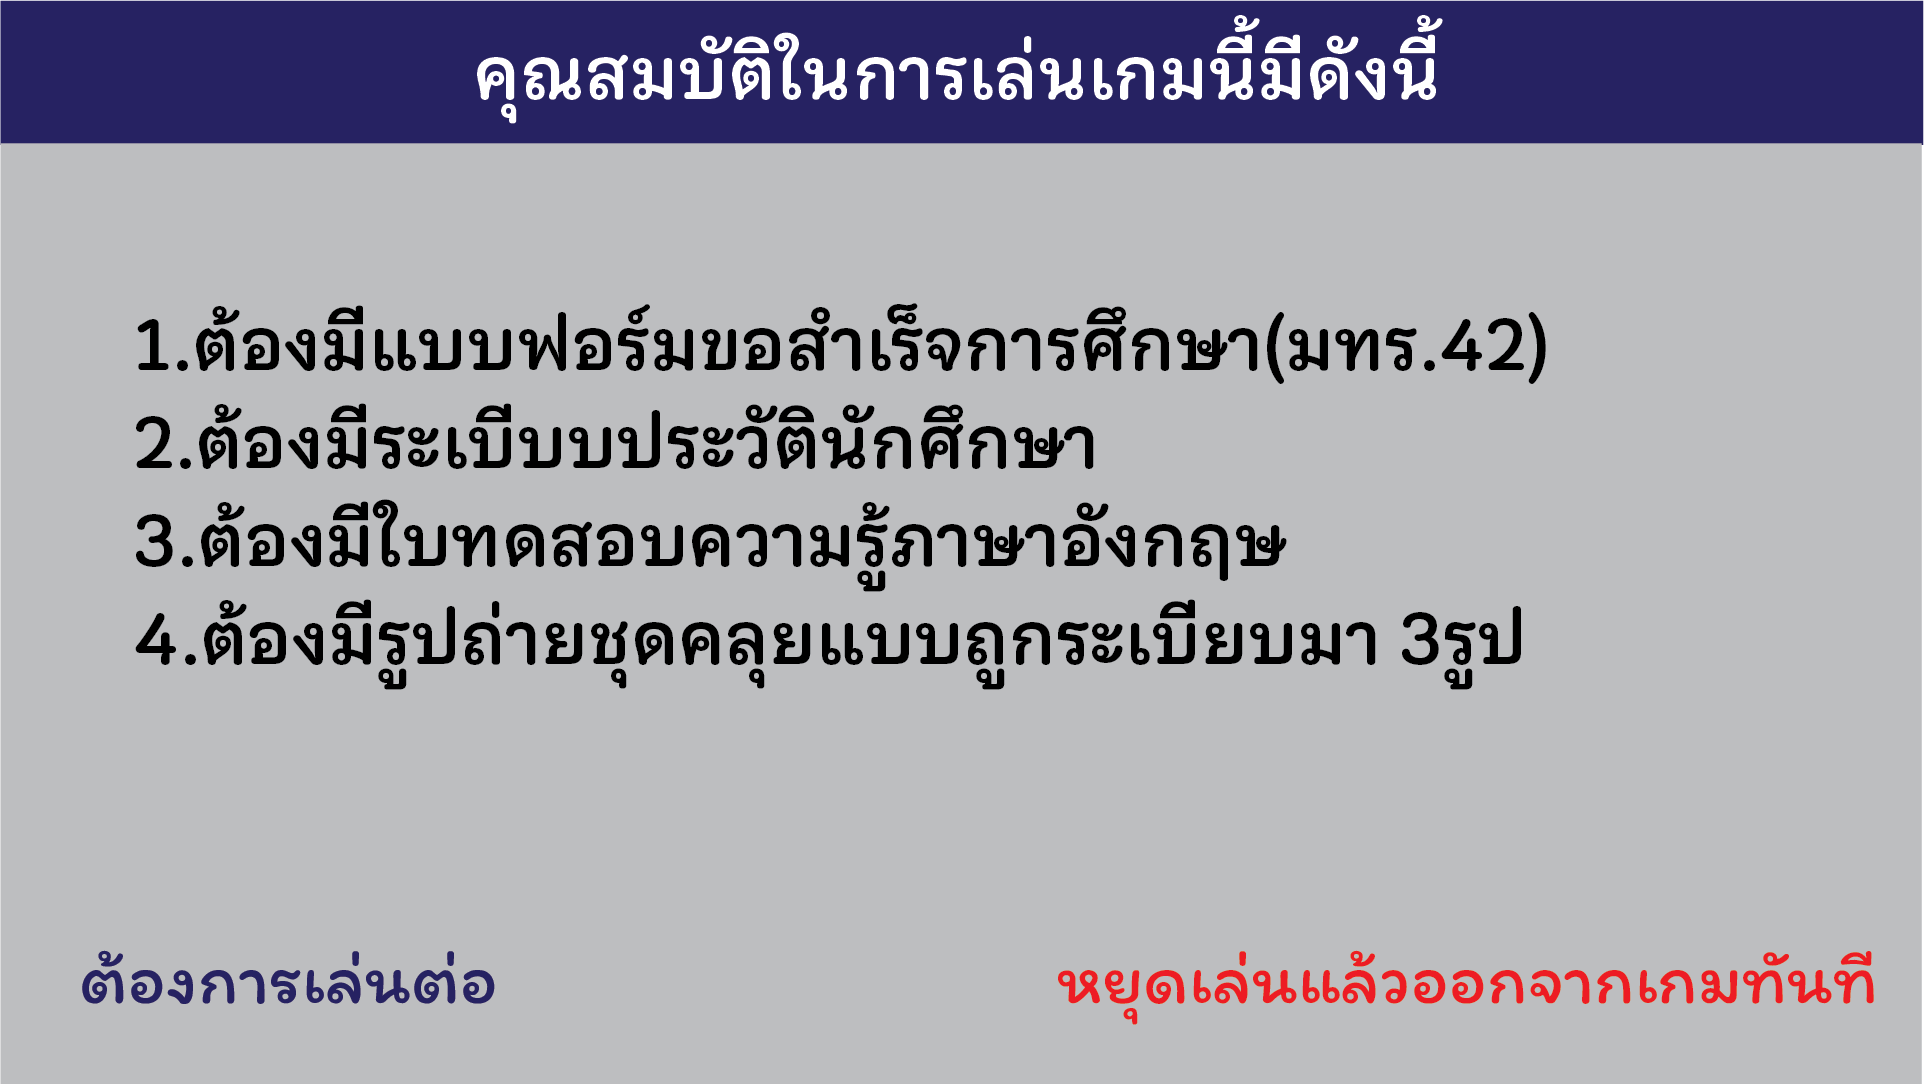 คุณสมบัติในการเล่นเกมนี้มีดังนี้
1.ต้องมีแบบฟอร์มขอสำเร็จการศึกษา(มทร.42)
2.ต้องมีระเบีบบประวัตินักศึกษา
3.ต้องมีใบทดสอบความรู้ภาษาอังกฤษ
4.ต้องมีรูปถ่ายชุดคลุยแบบถูกระเบียบมา 3รูป
ต้องการเล่นต่อ
หยุดเล่นแล้วออกจากเกมทันที